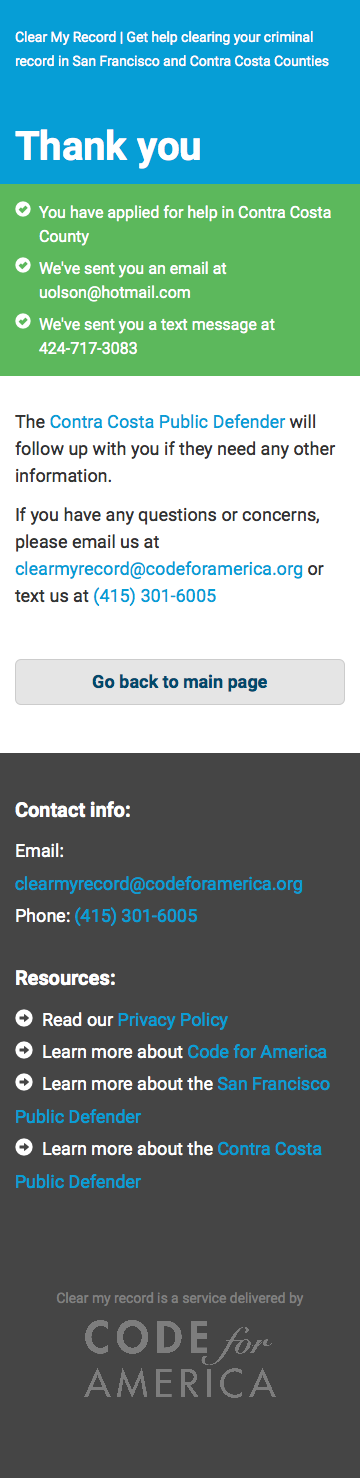 Clear My Record | Get help clearing your criminal
record in San Francisco and Contra Costa Counties
Thank you
You have applied for help in Contra Costa
County
We've sent you an email at
uolson@hotmail.com
We've sent you a text message at
424-717-3083
The Contra Costa Public Defender will
follow up with you if they need any other
information.
If you have any questions or concerns,
please email us at
clearmyrecord@codeforamerica.org or
text us at (415) 301-6005
Go back to main page
Contact info:
Email:
clearmyrecord@codeforamerica.org
Phone: (415) 301-6005
Resources:
Read our Privacy Policy
Learn more about Code for America
Learn more about the San Francisco
Public Defender
Learn more about the Contra Costa
Public Defender
Clear my record is a service delivered by
CODE for
AMERICA